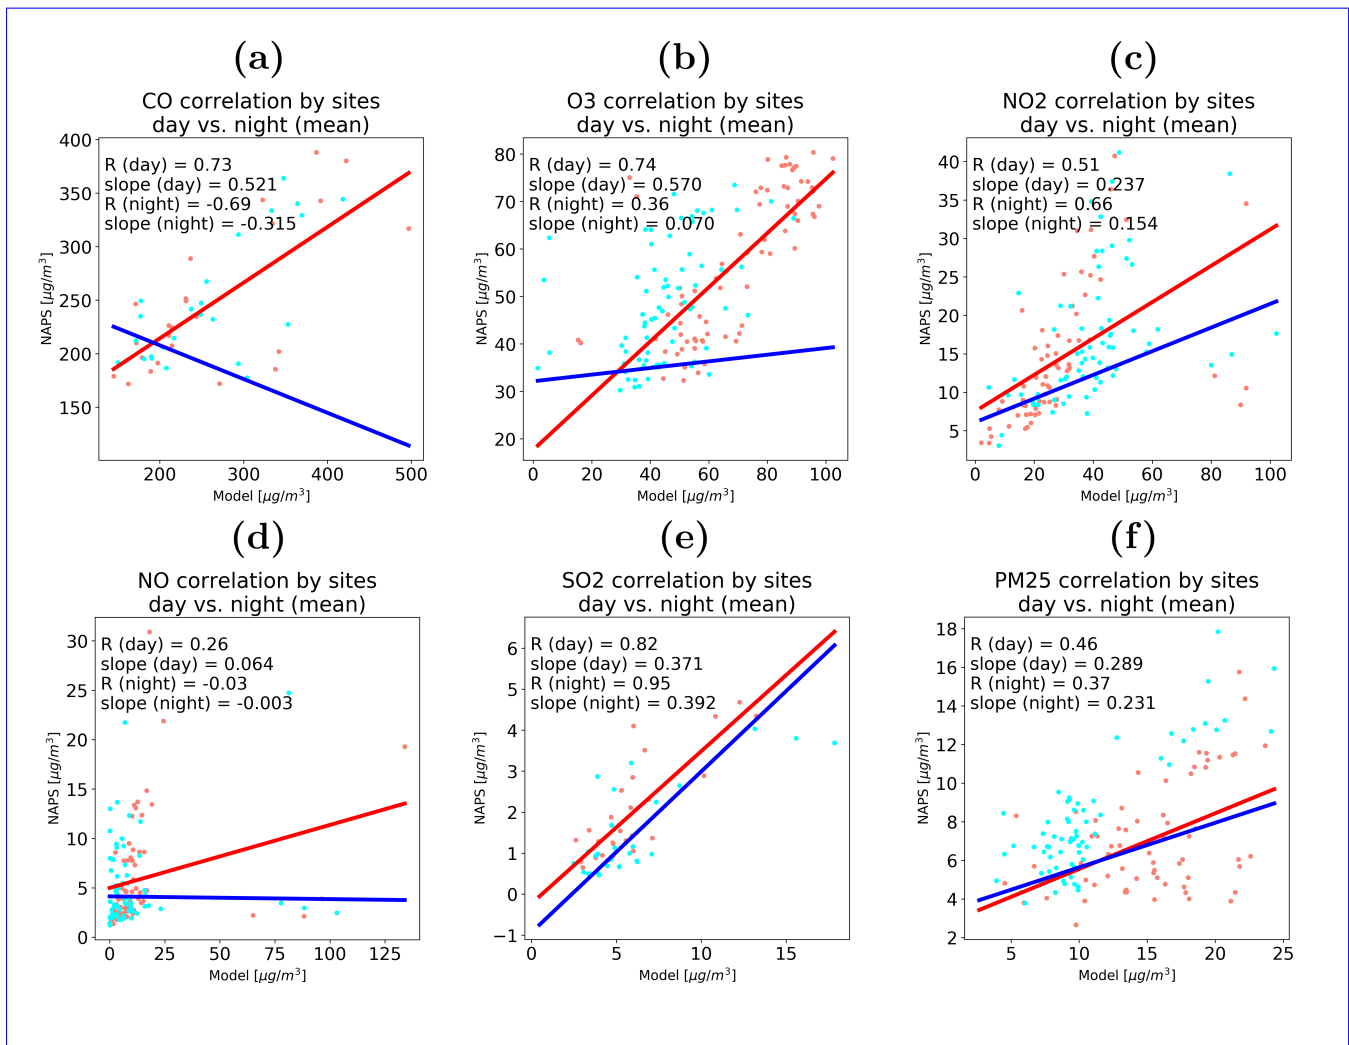 (a)
CO correlation by sites
day vs. night (mean)
400
350
300
250
200
150
NAPS [μg/m³]
R (day) = 0.73
slope (day) = 0.521
R (night) = -0.69
slope (night) = -0.315
200 300 400 500
Model [μg/m³]
(b)
O3 correlation by sites
day vs. night (mean)
80
70
60
50
40
30
20
NAPS [μg/m³]
R (day) = 0.74
slope (day) = 0.570
R (night) = 0.36
slope (night) = 0.070
0 20 40 60 80 100
Model [μg/m³]
(c)
NO2 correlation by sites
day vs. night (mean)
40
35
30
25
20
15
10
5
NAPS [μg/m³]
R (day) = 0.51
slope (day) = 0.237
R (night) = 0.66
slope (night) = 0.154
0 20 40 60 80 100
Model [μg/m³]
(d)
NO correlation by sites
day vs. night (mean)
30
25
20
15
10
5
0
NAPS [μg/m³]
R (day) = 0.26
slope (day) = 0.064
R (night) = -0.03
slope (night) = -0.003
0 25 50 75 100 125
Model [μg/m³]
(e)
SO2 correlation by sites
day vs. night (mean)
6
5
4
3
2
1
0
−1
NAPS [μg/m³]
R (day) = 0.82
slope (day) = 0.371
R (night) = 0.95
slope (night) = 0.392
0 5 10 15
Model [μg/m³]
(f)
PM25 correlation by sites
day vs. night (mean)
18
16
14
12
10
8
6
4
2
NAPS [μg/m³]
R (day) = 0.46
slope (day) = 0.289
R (night) = 0.37
slope (night) = 0.231
5 10 15 20 25
Model [μg/m³]